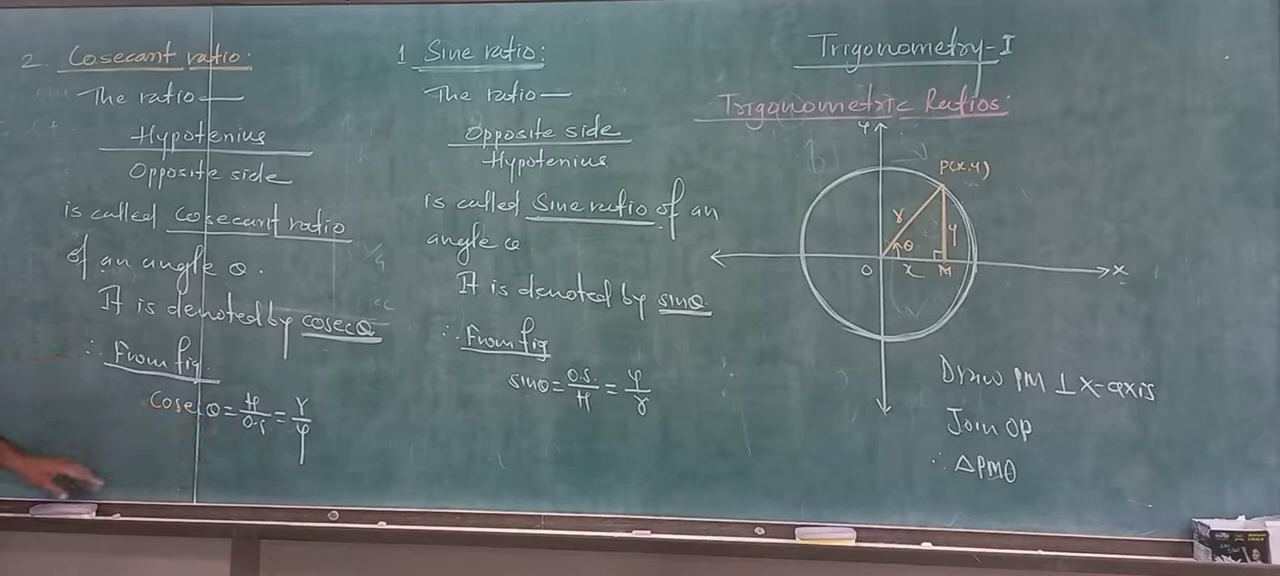 Trigonometry-I
Trigonometric Ratios:
Y
P(x,y)
r
y
θ
O
x
M
X
Draw PM ⊥ X-axis
Join OP
∴ △PMO
1 Sine ratio:
The ratio—
Opposite side
Hypotenius
is called Sine ratio of an
angle θ
It is denoted by sinθ.
∴ From fig
sinθ = O.S. / H = y / r
2. Cosecant ratio:
The ratio—
Hypotenius
Opposite side
is called Cosecant ratio
of an angle θ.
It is denoted by cosecθ
∴ From fig.
Cosecθ = H / O.S = r / y